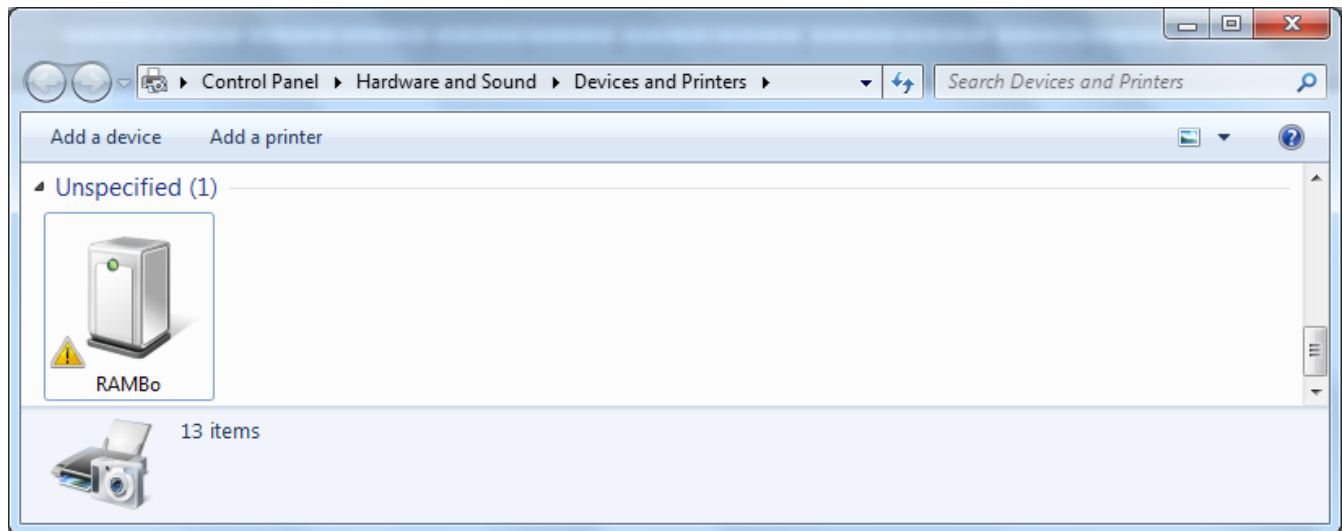 Control Panel Hardware and Sound Devices and Printers Search Devices and Printers
Add a device Add a printer
Unspecified (1)
RAMBo
13 items